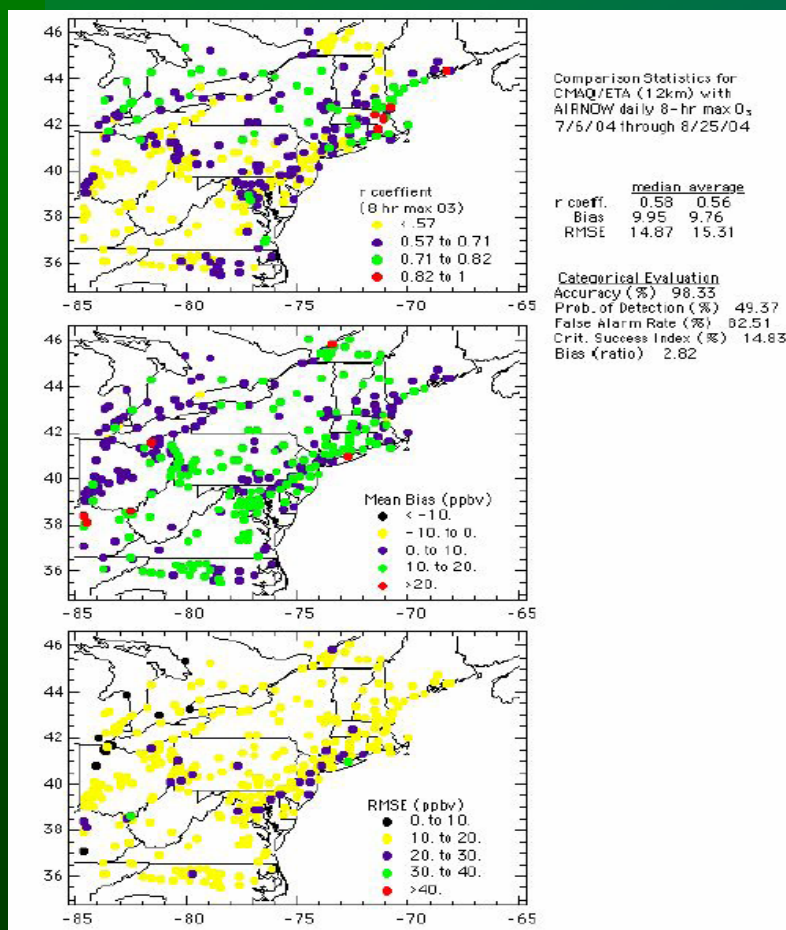 46
44
42
40
38
36
r coeffient
(8 hr max 03)
< .57
0.57 to 0.71
0.71 to 0.82
0.82 to 1
-85 -80 -75 -70 -65
46
44
42
40
38
36
Mean Bias (ppbv)
< -10.
-10. to 0.
0. to 10.
10. to 20.
>20.
-85 -80 -75 -70 -65
46
44
42
40
38
36
RMSE (ppbv)
0. to 10.
10. to 20.
20. to 30.
30. to 40.
>40.
-85 -80 -75 -70 -65
Comparison Statistics for
CMAQ/ETA (12km) with
AIRNOW daily 8-hr max O₃
7/6/04 through 8/25/04
median average
r coeff. 0.58 0.56
Bias 9.95 9.76
RMSE 14.87 15.31
Categorical Evaluation
Accuracy (%) 98.33
Prob. of Detection (%) 49.37
False Alarm Rate (%) 82.51
Crit. Success Index (%) 14.83
Bias (ratio) 2.82